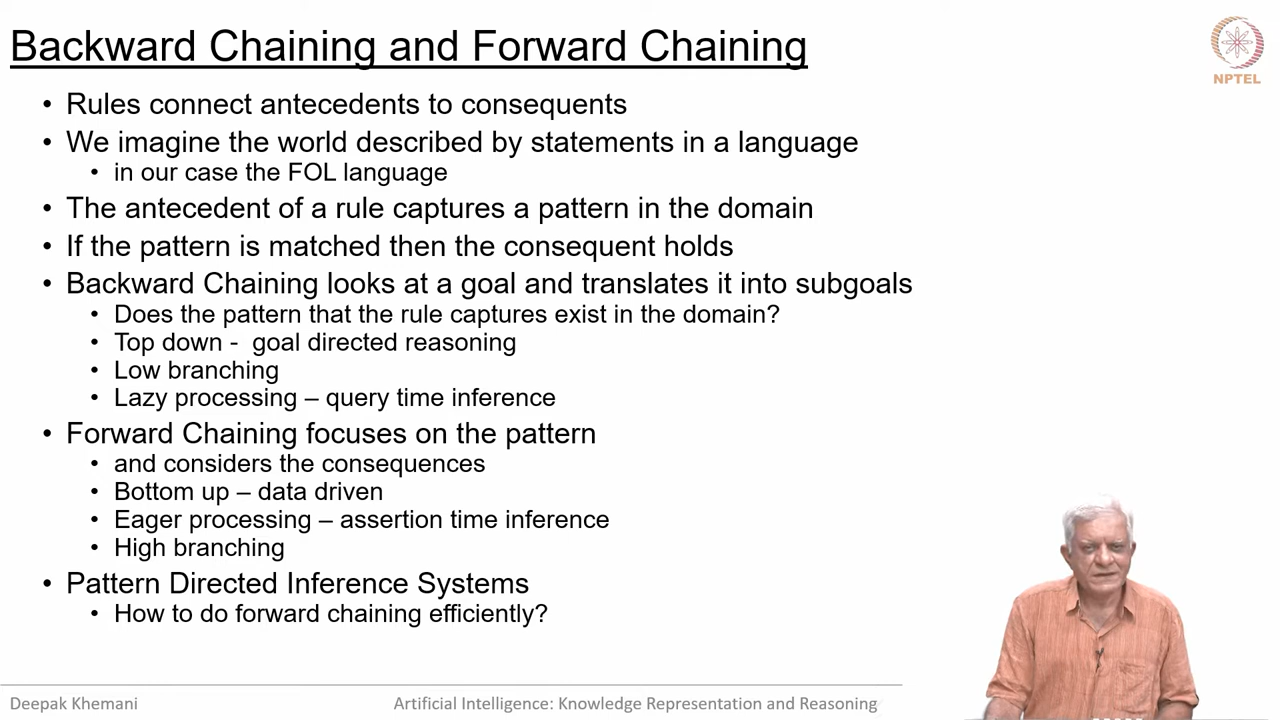 Backward Chaining and Forward Chaining
NPTEL
• Rules connect antecedents to consequents
• We imagine the world described by statements in a language
• in our case the FOL language
• The antecedent of a rule captures a pattern in the domain
• If the pattern is matched then the consequent holds
• Backward Chaining looks at a goal and translates it into subgoals
• Does the pattern that the rule captures exist in the domain?
• Top down - goal directed reasoning
• Low branching
• Lazy processing – query time inference
• Forward Chaining focuses on the pattern
• and considers the consequences
• Bottom up – data driven
• Eager processing – assertion time inference
• High branching
• Pattern Directed Inference Systems
• How to do forward chaining efficiently?
Deepak Khemani
Artificial Intelligence: Knowledge Representation and Reasoning